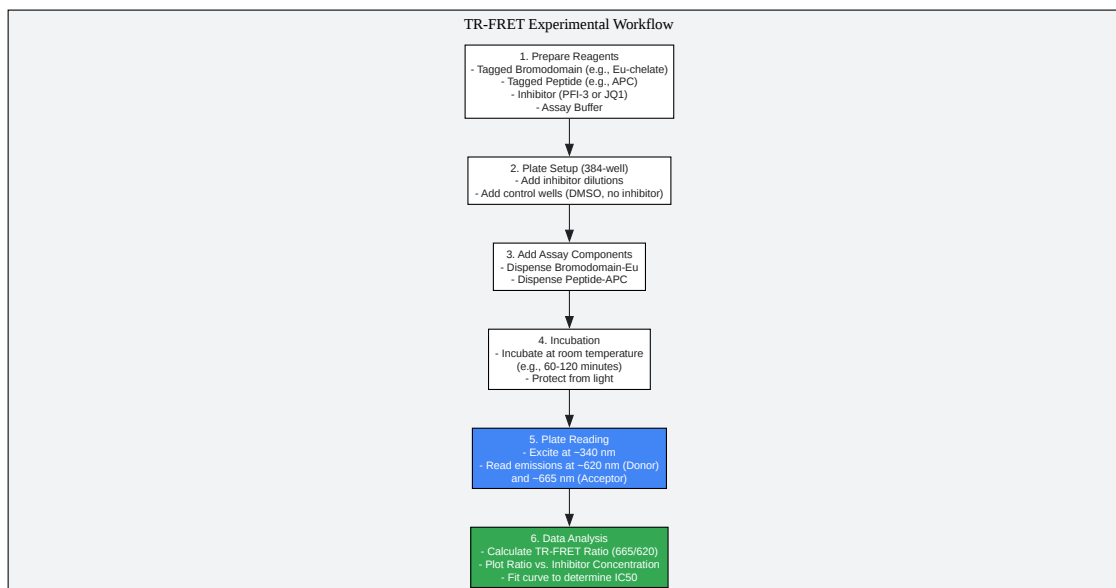 TR-FRET Experimental Workflow
1. Prepare Reagents
- Tagged Bromodomain (e.g., Eu-chelate)
- Tagged Peptide (e.g., APC)
- Inhibitor (PFI-3 or JQ1)
- Assay Buffer
2. Plate Setup (384-well)
- Add inhibitor dilutions
- Add control wells (DMSO, no inhibitor)
3. Add Assay Components
- Dispense Bromodomain-Eu
- Dispense Peptide-APC
4. Incubation
- Incubate at room temperature
(e.g., 60-120 minutes)
- Protect from light
5. Plate Reading
- Excite at ~340 nm
- Read emissions at ~620 nm (Donor)
and ~665 nm (Acceptor)
6. Data Analysis
- Calculate TR-FRET Ratio (665/620)
- Plot Ratio vs. Inhibitor Concentration
- Fit curve to determine IC50